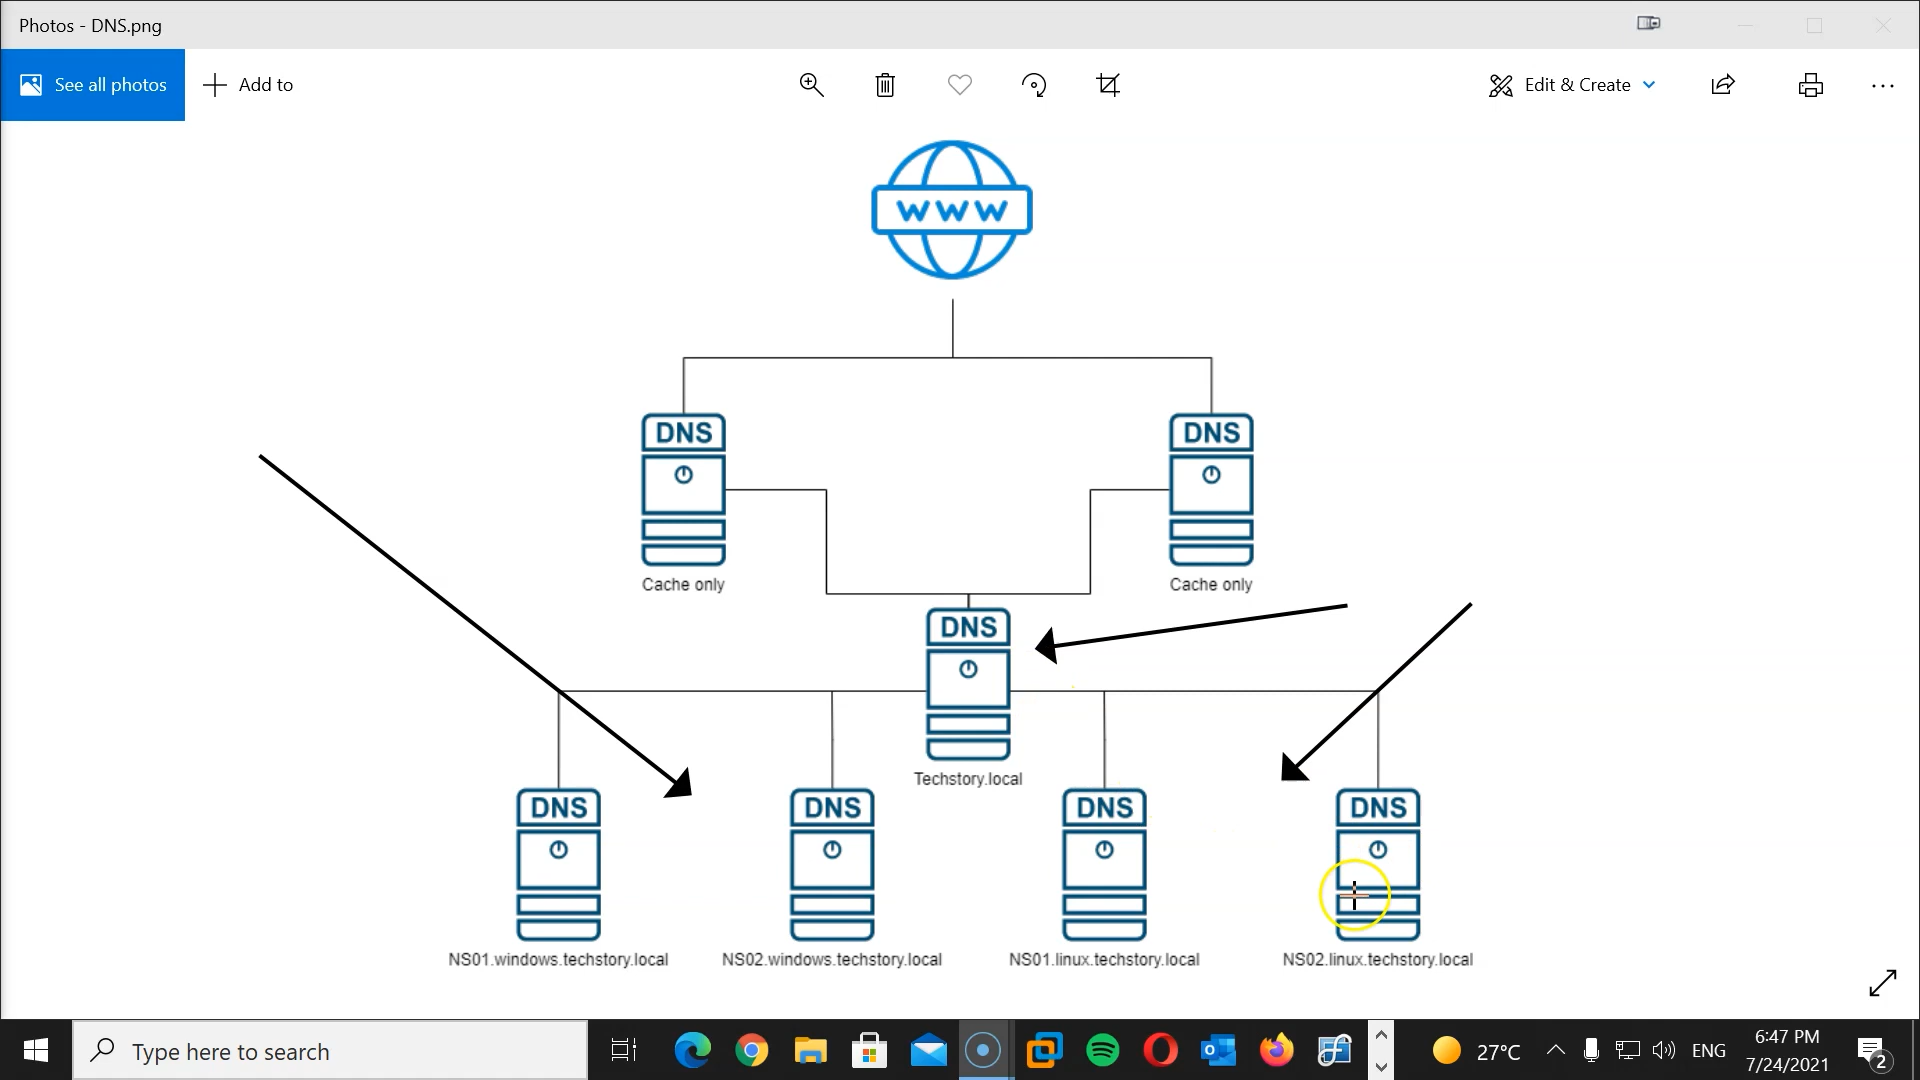 Photos - DNS.png
See all photos
Add to
Edit & Create
WWW
DNS
DNS
Cache only
Cache only
DNS
Techstory.local
DNS
DNS
DNS
DNS
NS01.windows.techstory.local
NS02.windows.techstory.local
NS01.linux.techstory.local
NS02.linux.techstory.local
Type here to search
27°C
ENG
6:47 PM
7/24/2021
2